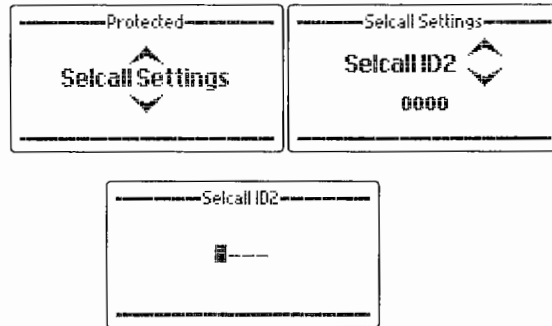 Protected
Selcall Settings
Selcall Settings
Selcall ID2
0000
Selcall ID2
----